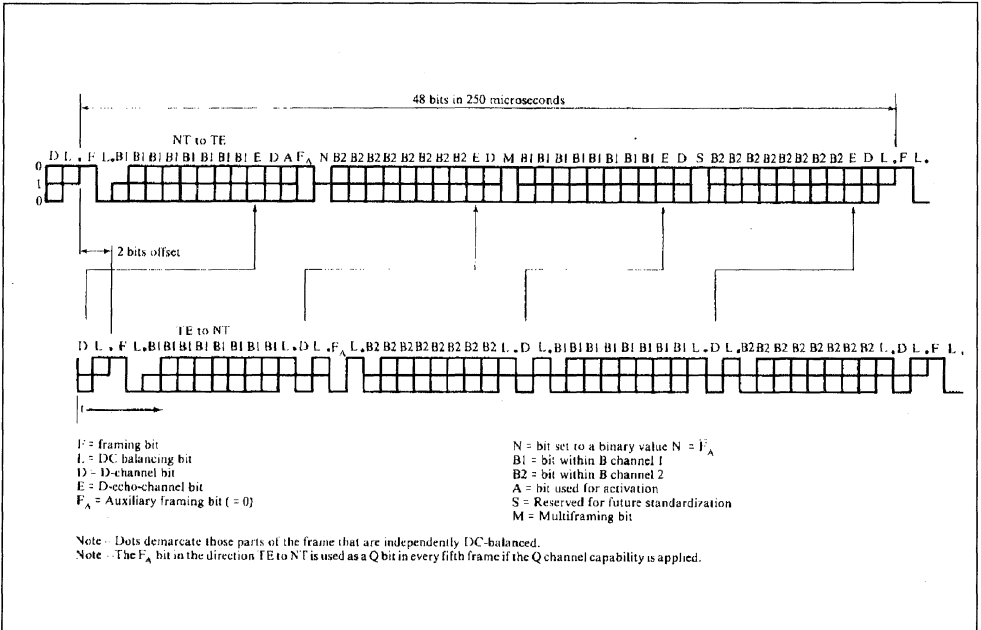 48 bits in 250 microseconds
NT to TE
D L . F L . B1 B1 B1 B1 B1 B1 B1 B1 E D A F A N B2 B2 B2 B2 B2 B2 B2 B2 E D M B1 B1 B1 B1 B1 B1 B1 B1 E D S B2 B2 B2 B2 B2 B2 B2 B2 E D L . F L .
0
1
0
2 bits offset
TE to NT
D L . F L . B1 B1 B1 B1 B1 B1 B1 B1 L . D L . F A L . B2 B2 B2 B2 B2 B2 B2 B2 L . D L . B1 B1 B1 B1 B1 B1 B1 B1 L . D L . B2 B2 B2 B2 B2 B2 B2 B2 L . D L . F L .
t
F = framing bit
L = DC balancing bit
D = D-channel bit
E = D-echo-channel bit
F A = Auxiliary framing bit ( = 0)
N = bit set to a binary value N = F̄ A
B1 = bit within B channel 1
B2 = bit within B channel 2
A = bit used for activation
S = Reserved for future standardization
M = Multiframing bit
Note - Dots demarcate those parts of the frame that are independently DC-balanced.
Note - The F A bit in the direction TE to NT is used as a Q bit in every fifth frame if the Q channel capability is applied.